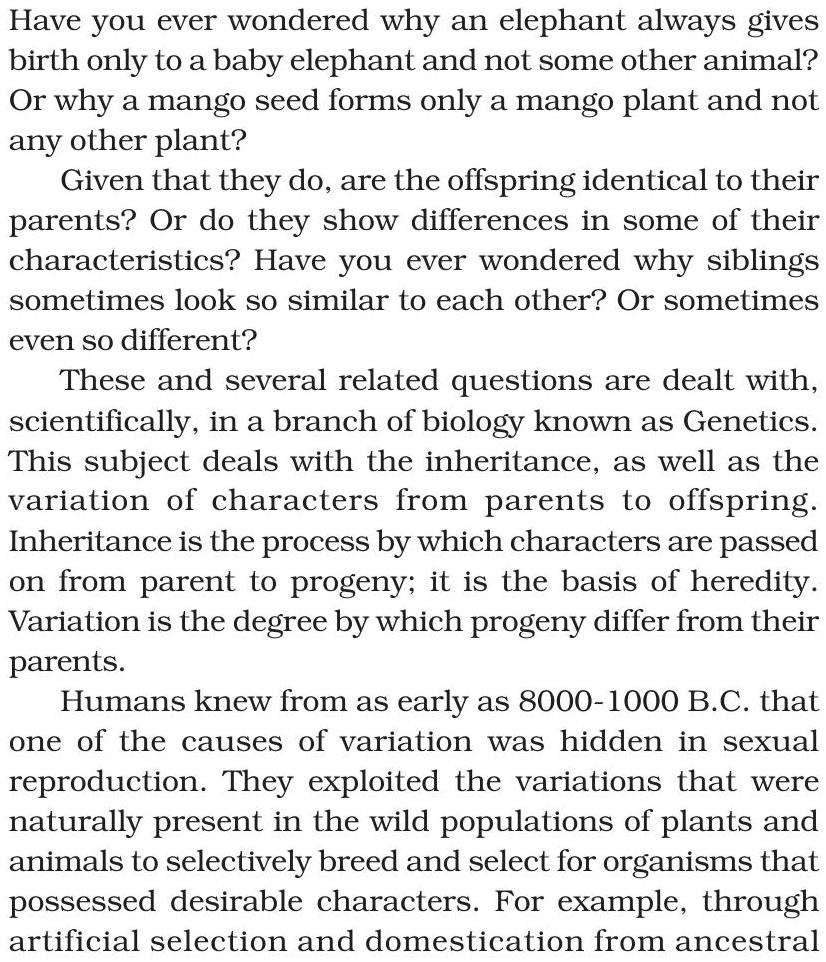 Have you ever wondered why an elephant always gives
birth only to a baby elephant and not some other animal?
Or why a mango seed forms only a mango plant and not
any other plant?
Given that they do, are the offspring identical to their
parents? Or do they show differences in some of their
characteristics? Have you ever wondered why siblings
sometimes look so similar to each other? Or sometimes
even so different?
These and several related questions are dealt with,
scientifically, in a branch of biology known as Genetics.
This subject deals with the inheritance, as well as the
variation of characters from parents to offspring.
Inheritance is the process by which characters are passed
on from parent to progeny; it is the basis of heredity.
Variation is the degree by which progeny differ from their
parents.
Humans knew from as early as 8000-1000 B.C. that
one of the causes of variation was hidden in sexual
reproduction. They exploited the variations that were
naturally present in the wild populations of plants and
animals to selectively breed and select for organisms that
possessed desirable characters. For example, through
artificial selection and domestication from ancestral